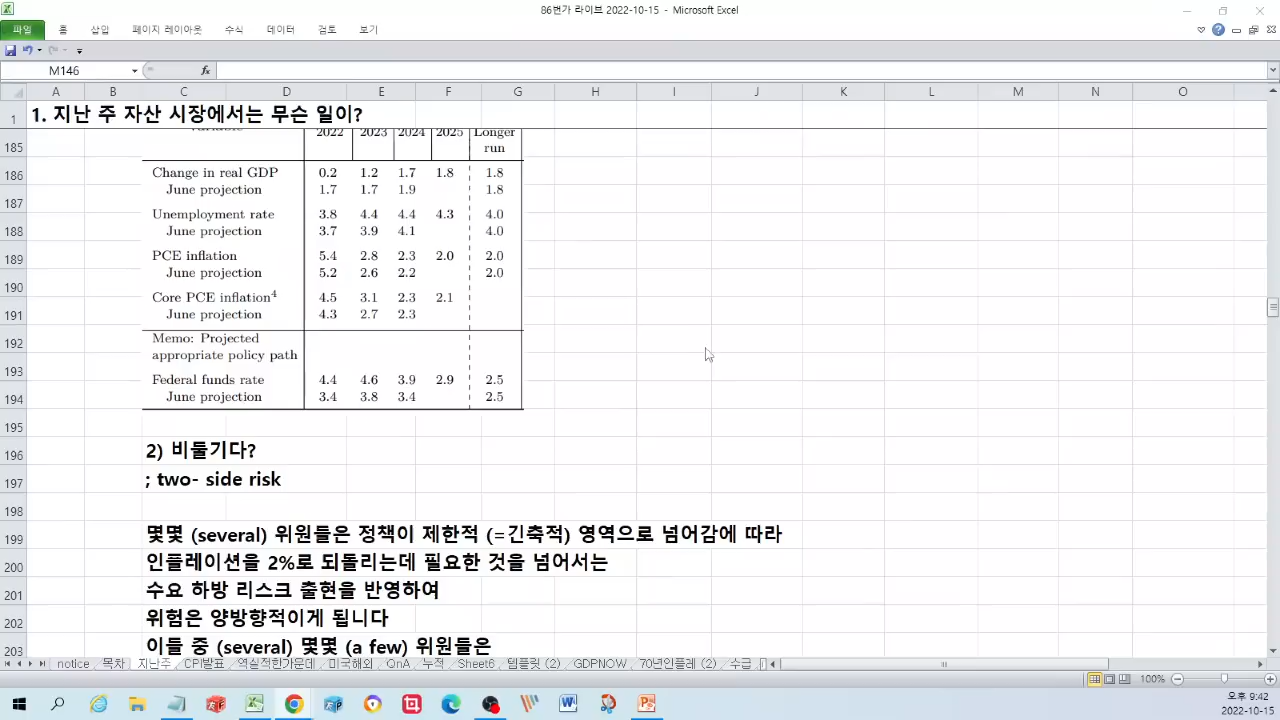 86번가 라이브 2022-10-15 - Microsoft Excel
파일 홈 삽입 페이지 레이아웃 수식 데이터 검토 보기
M146 fx
A B C D E F G H I J K L M N O
1 1. 지난 주 자산 시장에서는 무슨 일이?
2022 2023 2024 2025 Longer
185 run
186 Change in real GDP 0.2 1.2 1.7 1.8 1.8
June projection 1.7 1.7 1.9 1.8
187
Unemployment rate 3.8 4.4 4.4 4.3 4.0
188 June projection 3.7 3.9 4.1 4.0
189 PCE inflation 5.4 2.8 2.3 2.0 2.0
June projection 5.2 2.6 2.2 2.0
190
Core PCE inflation4 4.5 3.1 2.3 2.1
191 June projection 4.3 2.7 2.3
192 Memo: Projected
appropriate policy path
193
Federal funds rate 4.4 4.6 3.9 2.9 2.5
194 June projection 3.4 3.8 3.4 2.5
195
196 2) 비둘기다?
197 ; two- side risk
198
199 몇몇 (several) 위원들은 정책이 제한적 (=긴축적) 영역으로 넘어감에 따라
200 인플레이션을 2%로 되돌리는데 필요한 것을 넘어서는
201 수요 하방 리스크 출현을 반영하여
202 위험은 양방향적이게 됩니다
203 이들 중 (several) 몇몇 (a few) 위원들은
notice 목차 지난주 CPI발표 역실적한가운데 미국해외 QnA 누적 Sheet6 템플릿 (2) GDPNOW 70년인플레 (2) 수급
100%
오후 9:42
2022-10-15